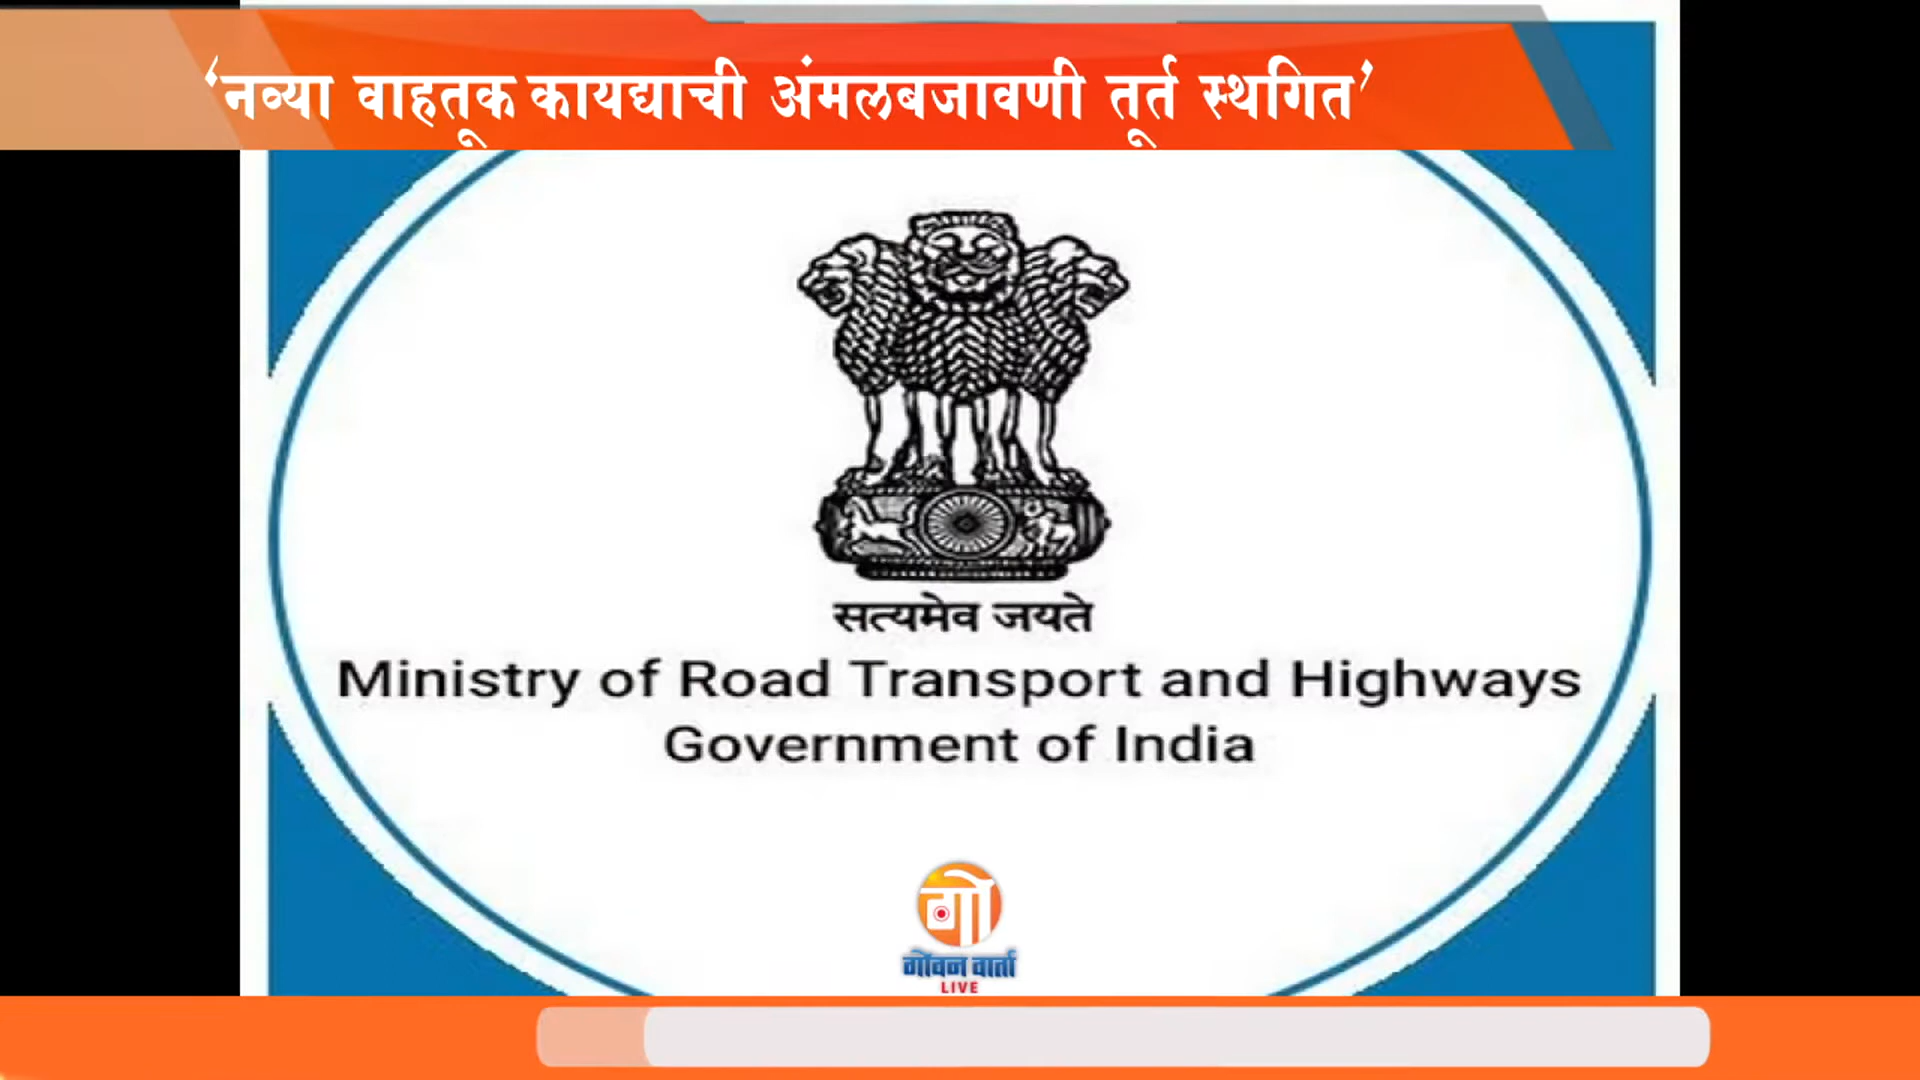 ‘नव्या वाहतूक कायद्याची अंमलबजावणी तूर्त स्थगित’
सत्यमेव जयते
Ministry of Road Transport and Highways
Government of India
गो
गोवन वार्ता
LIVE